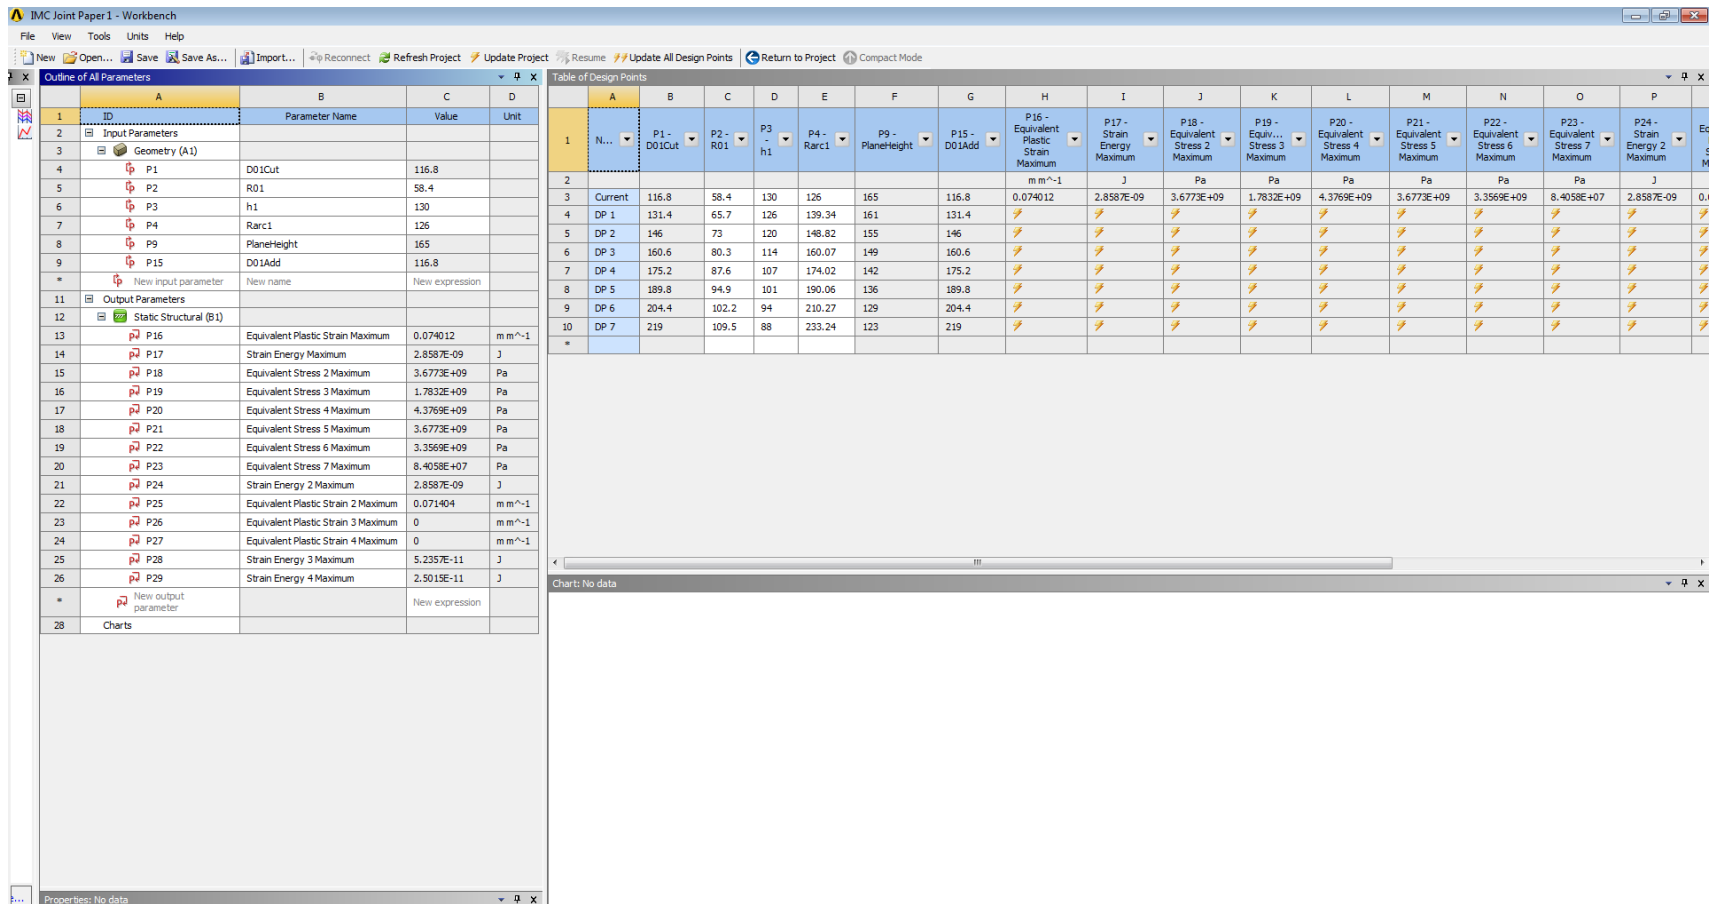 IMC Joint Paper1 - Workbench
File View Tools Units Help
New Open... Save Save As... Import... Reconnect Refresh Project Update Project Resume Update All Design Points Return to Project Compact Mode
Outline of All Parameters
A B C D
1 ID Parameter Name Value Unit
2 Input Parameters
3 Geometry (A1)
4 P1 D01Cut 116.8
5 P2 R01 58.4
6 P3 h1 130
7 P4 Rarc1 126
8 P9 PlaneHeight 165
9 P15 D01Add 116.8
* New input parameter New name New expression
11 Output Parameters
12 Static Structural (B1)
13 P16 Equivalent Plastic Strain Maximum 0.074012 m m^-1
14 P17 Strain Energy Maximum 2.8587E-09 J
15 P18 Equivalent Stress 2 Maximum 3.6773E+09 Pa
16 P19 Equivalent Stress 3 Maximum 1.7832E+09 Pa
17 P20 Equivalent Stress 4 Maximum 4.3769E+09 Pa
18 P21 Equivalent Stress 5 Maximum 3.6773E+09 Pa
19 P22 Equivalent Stress 6 Maximum 3.3569E+09 Pa
20 P23 Equivalent Stress 7 Maximum 8.4058E+07 Pa
21 P24 Strain Energy 2 Maximum 2.8587E-09 J
22 P25 Equivalent Plastic Strain 2 Maximum 0.071404 m m^-1
23 P26 Equivalent Plastic Strain 3 Maximum 0 m m^-1
24 P27 Equivalent Plastic Strain 4 Maximum 0 m m^-1
25 P28 Strain Energy 3 Maximum 5.2357E-11 J
26 P29 Strain Energy 4 Maximum 2.5015E-11 J
* New output parameter New expression
28 Charts
Properties: No data
Table of Design Points
A B C D E F G H I J K L M N O P
1 N... P1 - D01Cut P2 - R01 P3 - h1 P4 - Rarc1 P9 - PlaneHeight P15 - D01Add P16 - Equivalent Plastic Strain Maximum P17 - Strain Energy Maximum P18 - Equivalent Stress 2 Maximum P19 - Equiv... Stress 3 Maximum P20 - Equivalent Stress 4 Maximum P21 - Equivalent Stress 5 Maximum P22 - Equivalent Stress 6 Maximum P23 - Equivalent Stress 7 Maximum P24 - Strain Energy 2 Maximum
2 m m^-1 J Pa Pa Pa Pa Pa Pa J
3 Current 116.8 58.4 130 126 165 116.8 0.074012 2.8587E-09 3.6773E+09 1.7832E+09 4.3769E+09 3.6773E+09 3.3569E+09 8.4058E+07 2.8587E-09
4 DP 1 131.4 65.7 126 139.34 161 131.4
5 DP 2 146 73 120 148.82 155 146
6 DP 3 160.6 80.3 114 160.07 149 160.6
7 DP 4 175.2 87.6 107 174.02 142 175.2
8 DP 5 189.8 94.9 101 190.06 136 189.8
9 DP 6 204.4 102.2 94 210.27 129 204.4
10 DP 7 219 109.5 88 233.24 123 219
*
Chart: No data